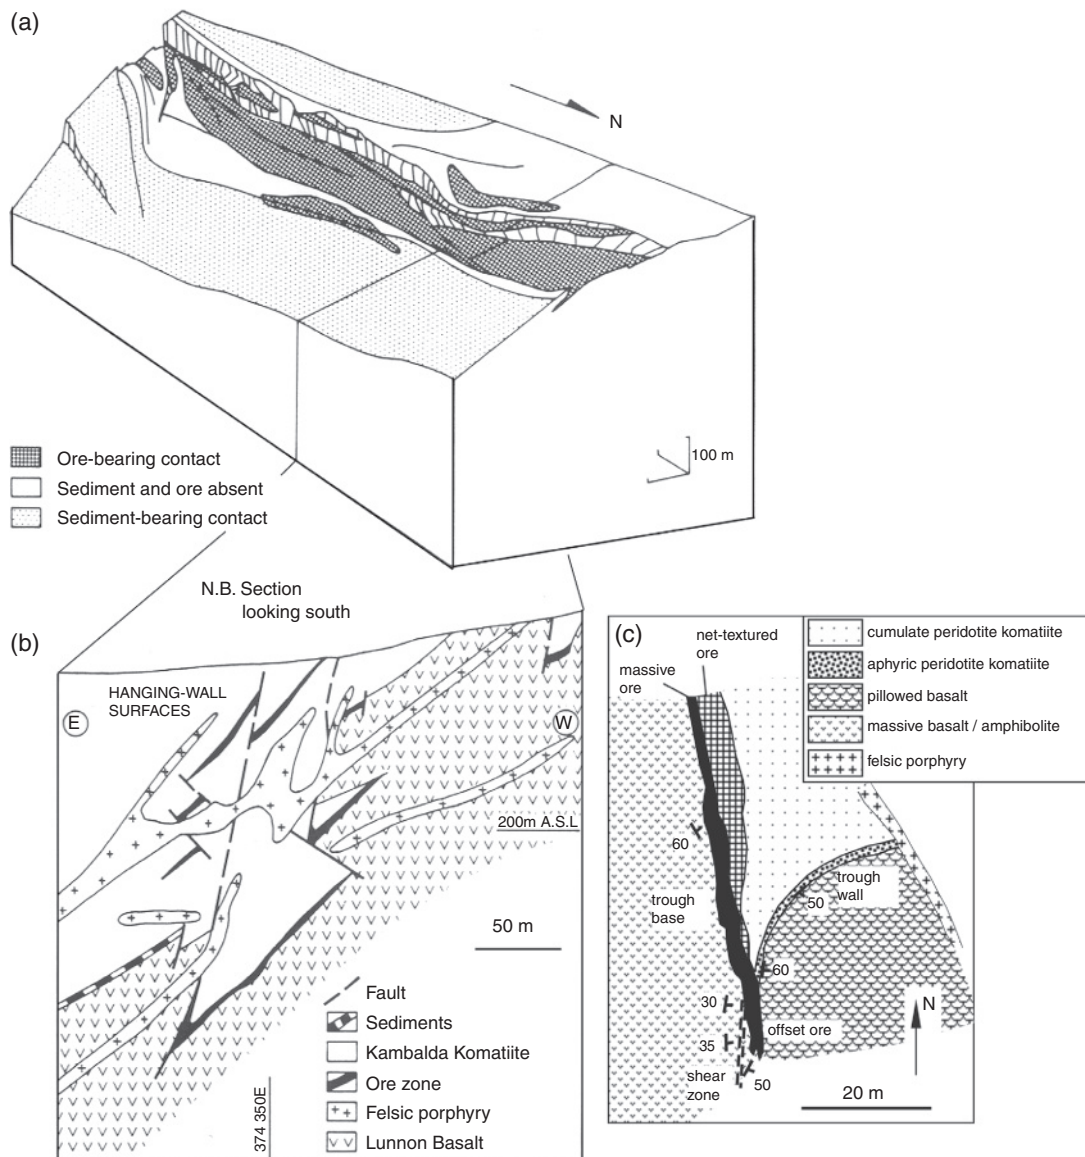 (a)
N
100 m
Ore-bearing contact
Sediment and ore absent
Sediment-bearing contact
N.B. Section
looking south
(b)
HANGING-WALL
SURFACES
E
W
200m A.S.L
50 m
Fault
Sediments
Kambalda Komatiite
Ore zone
Felsic porphyry
Lunnon Basalt
374 350E
(c)
net-textured
ore
massive
ore
cumulate peridotite komatiite
aphyric peridotite komatiite
pillowed basalt
massive basalt / amphibolite
felsic porphyry
60
trough
base
trough
wall
50
60
30
offset ore
35
shear
zone
50
N
20 m